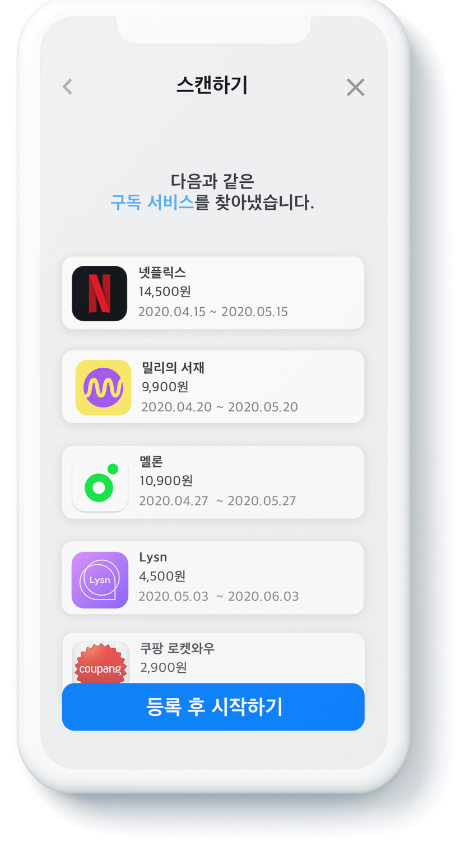 스캔하기
다음과 같은
구독 서비스를 찾아냈습니다.
넷플릭스
14,500원
2020.04.15 ~ 2020.05.15
밀리의 서재
9,900원
2020.04.20 ~ 2020.05.20
멜론
10,900원
2020.04.27 ~ 2020.05.27
Lysn
Lysn
4,500원
2020.05.03 ~ 2020.06.03
coupang
쿠팡 로켓와우
2,900원
등록 후 시작하기